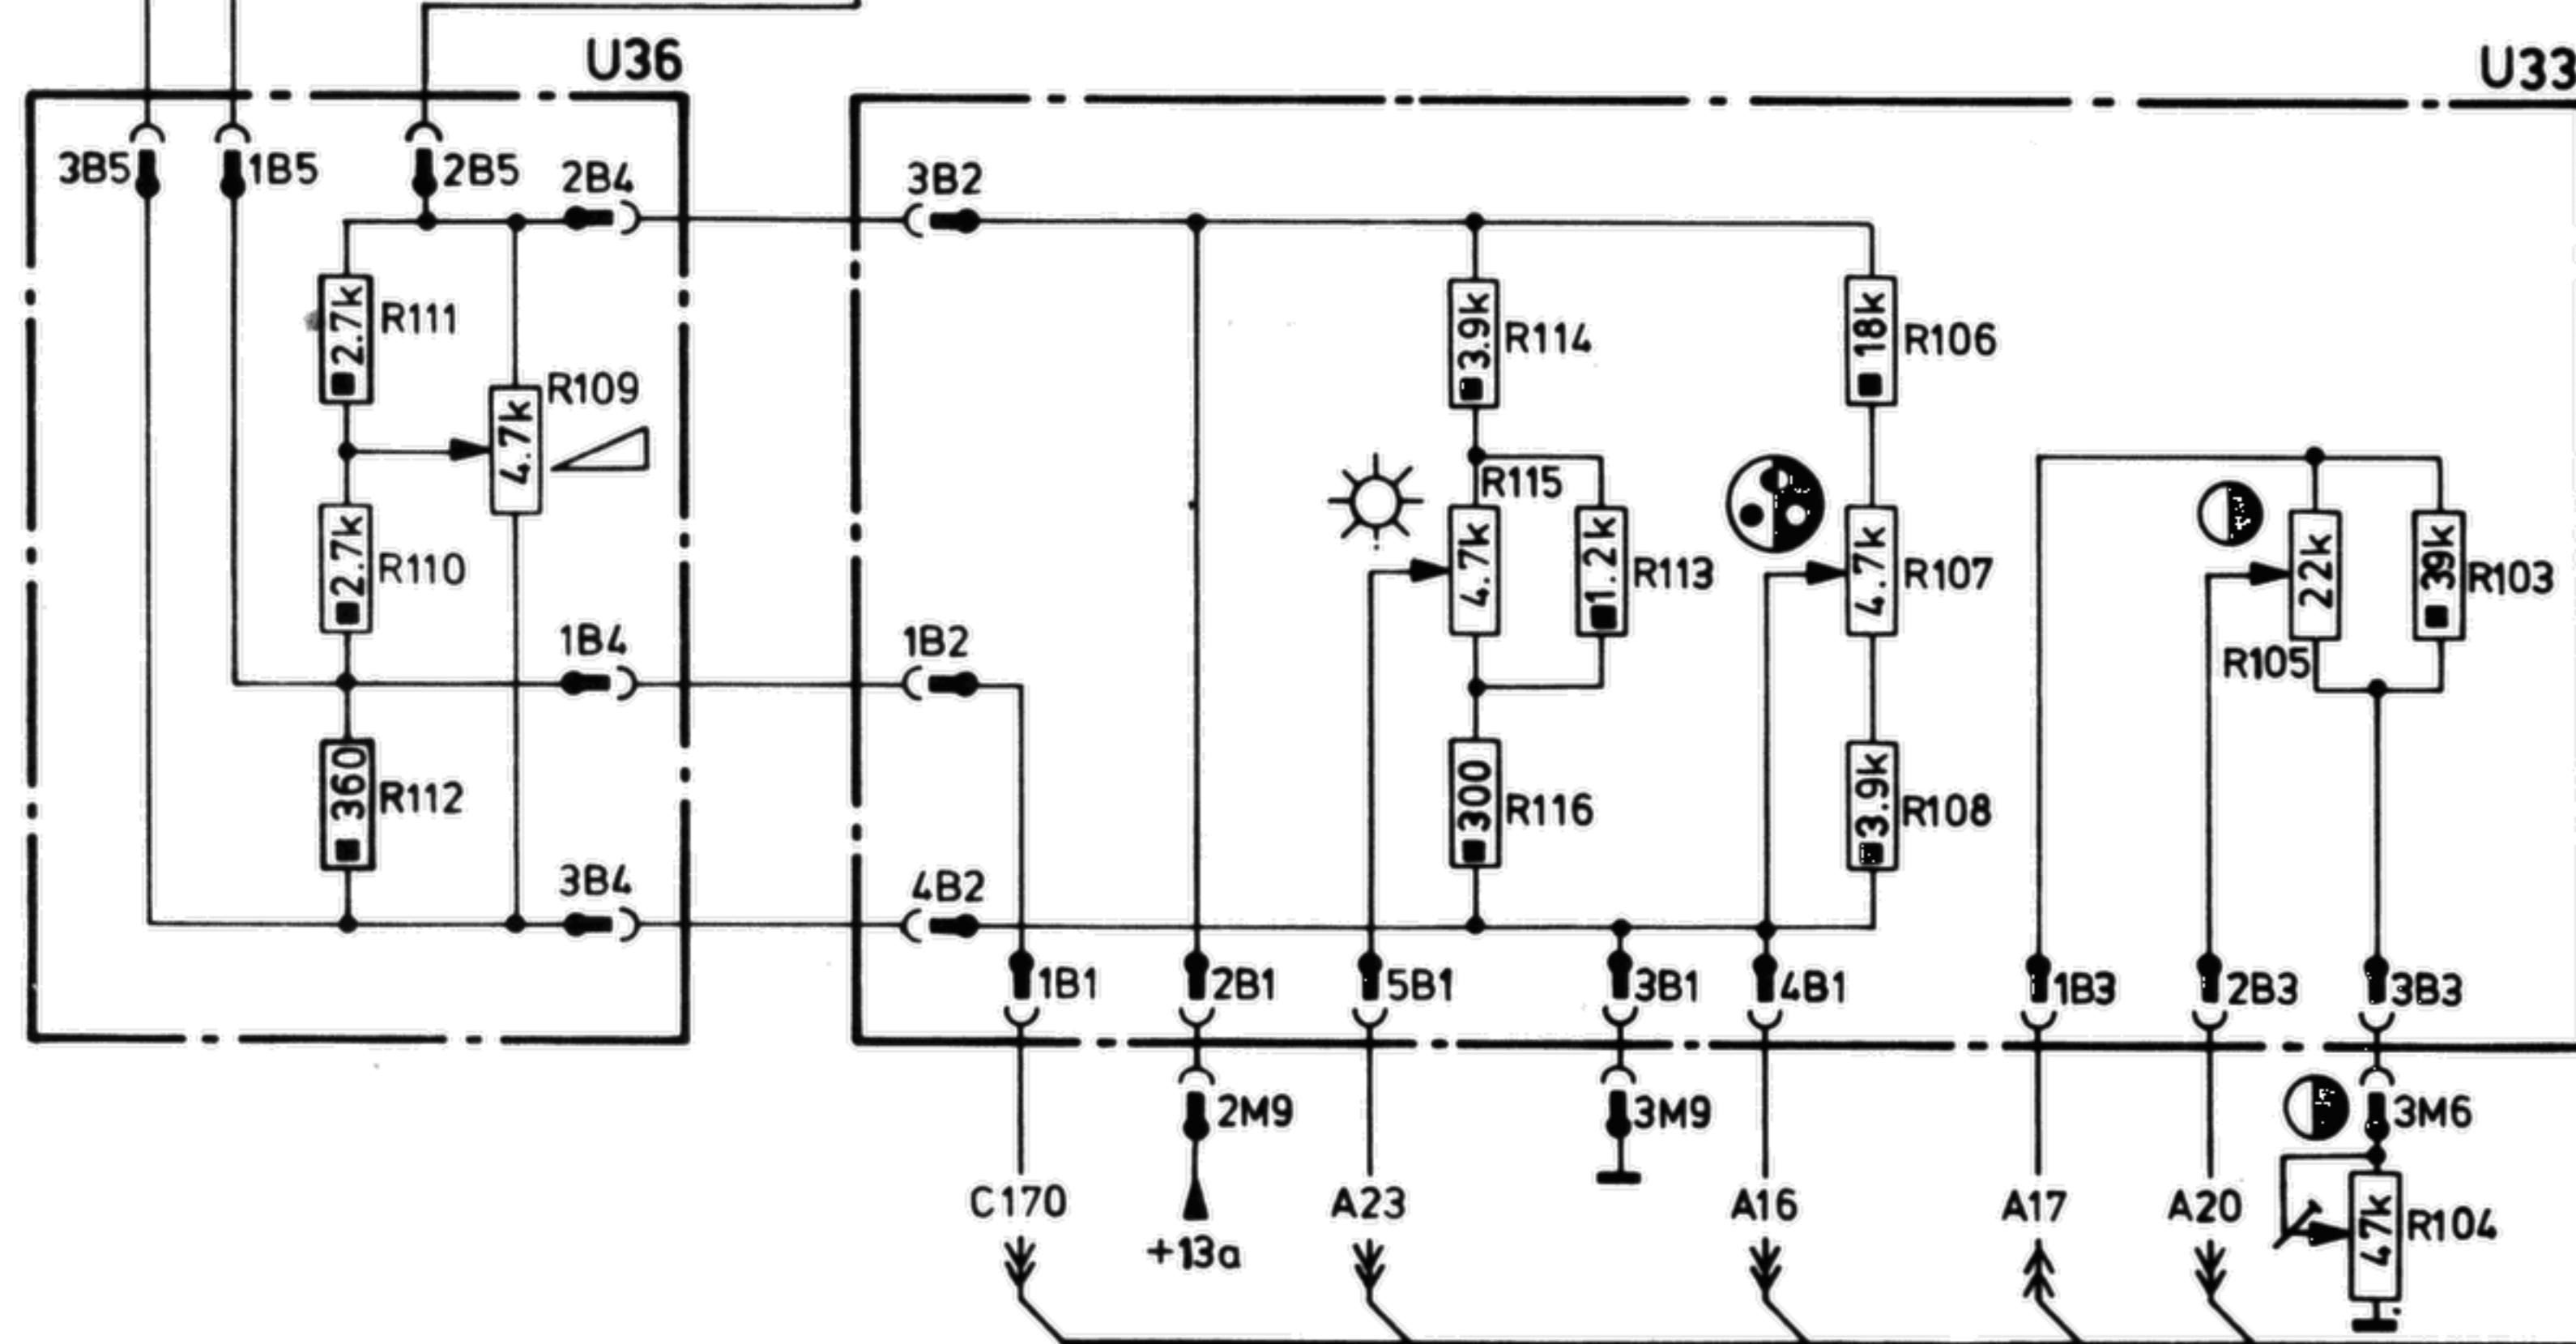 U36
U33
3B5
1B5
2B5
2B4
3B2
2.7k
R111
R109
4.7k
3.9k
R114
18k
R106
2.7k
R110
R115
4.7k
1.2k
R113
4.7k
R107
22k
R105
39k
R103
1B4
1B2
360
R112
300
R116
3.9k
R108
3B4
4B2
1B1
2B1
5B1
3B1
4B1
1B3
2B3
3B3
2M9
3M9
3M6
C170
+13a
A23
A16
A17
A20
47k
R104